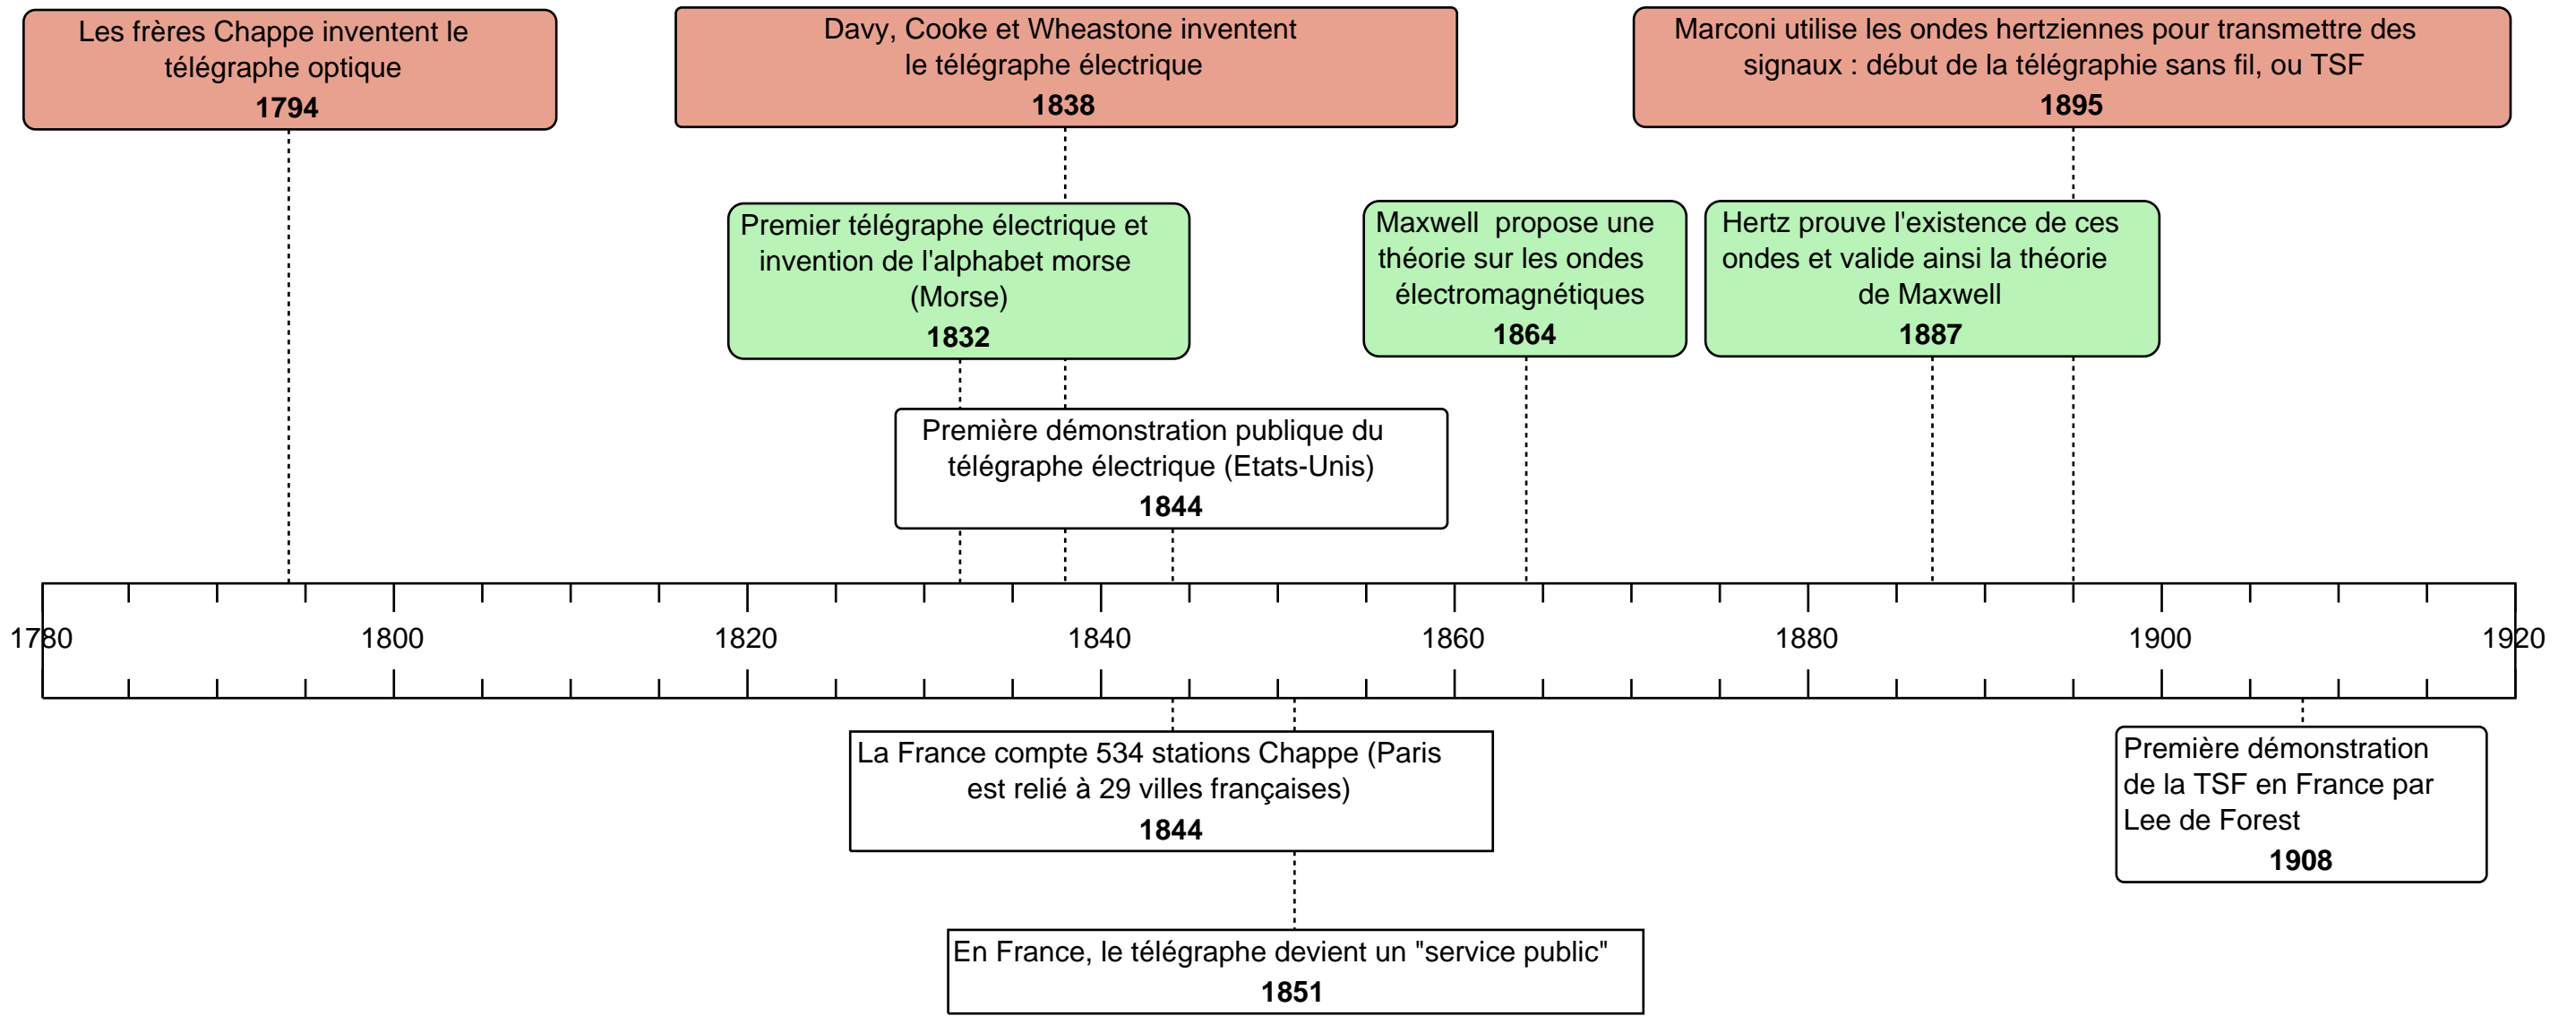 Les frères Chappe inventent le
télégraphe optique
1794
Davy, Cooke et Wheastone inventent
le télégraphe électrique
1838
Marconi utilise les ondes hertziennes pour transmettre des
signaux : début de la télégraphie sans fil, ou TSF
1895
Premier télégraphe électrique et
invention de l'alphabet morse
(Morse)
1832
Maxwell  propose une
théorie sur les ondes
électromagnétiques
1864
Hertz prouve l'existence de ces
ondes et valide ainsi la théorie
de Maxwell
1887
Première démonstration publique du
télégraphe électrique (Etats-Unis)
1844
1780 1800 1820 1840 1860 1880 1900 1920
La France compte 534 stations Chappe (Paris
est relié à 29 villes françaises)
1844
Première démonstration
de la TSF en France par
Lee de Forest
1908
En France, le télégraphe devient un "service public"
1851